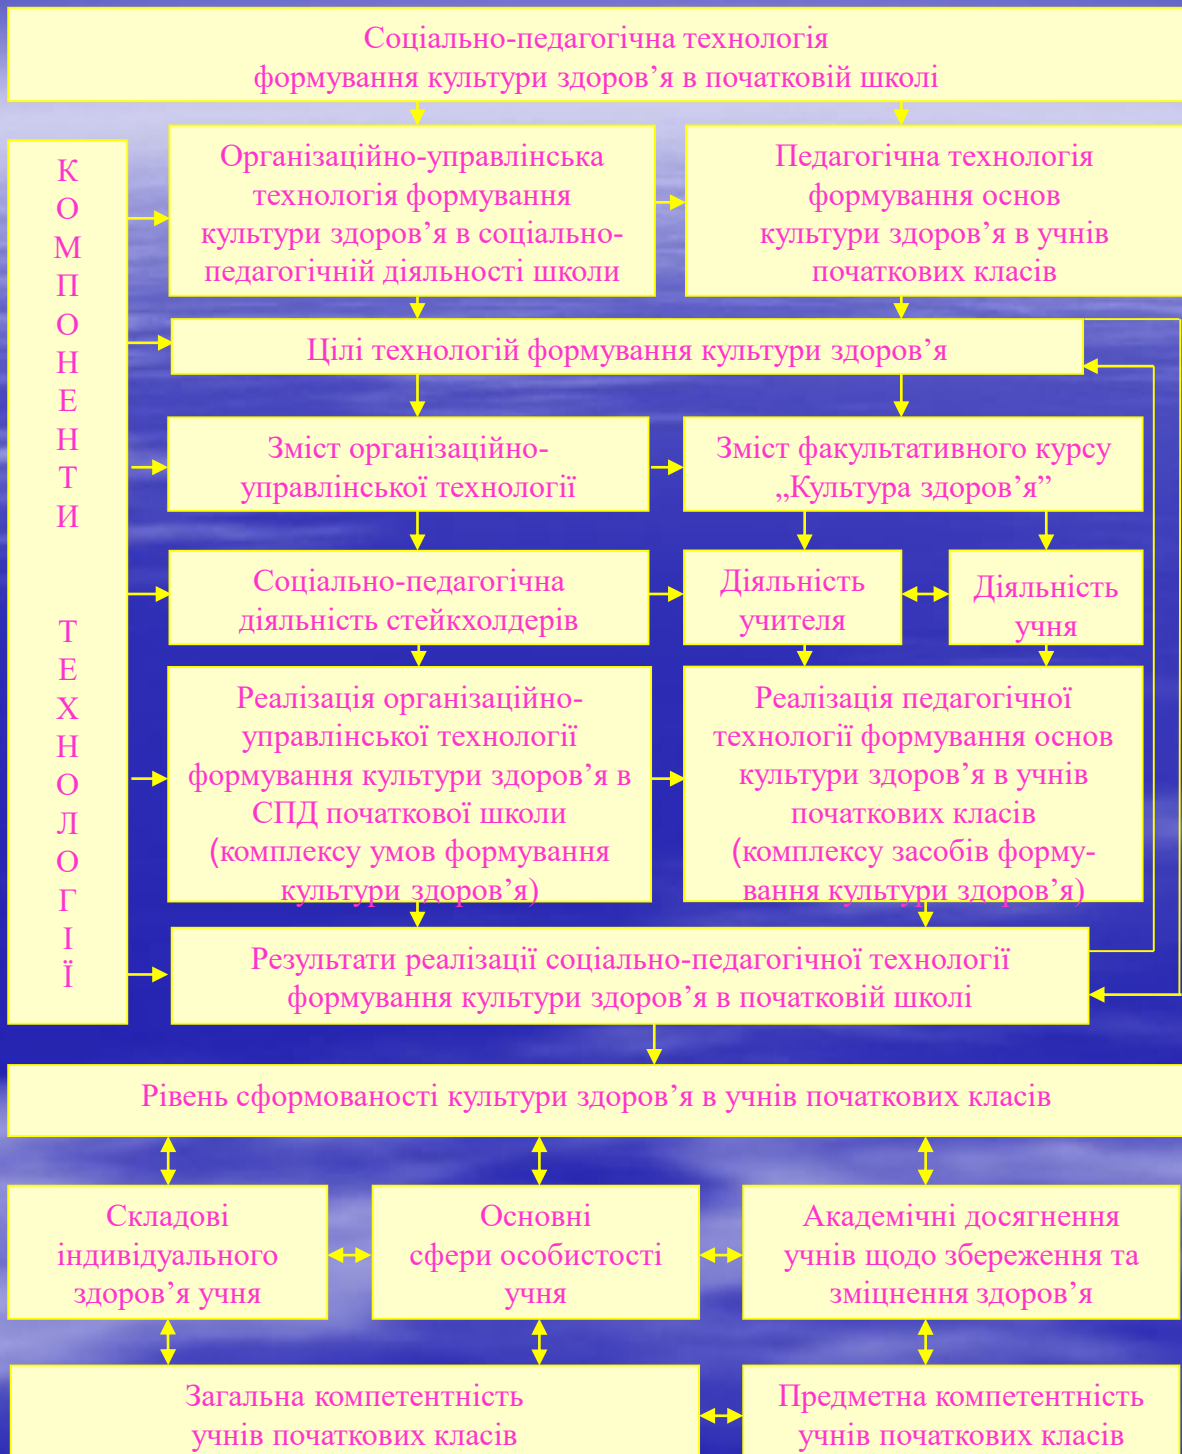 Соціально-педагогічна технологія
формування культури здоров’я в початковій школі
К
О
М
П
О
Н
Е
Н
Т
И
Т
Е
Х
Н
О
Л
О
Г
І
Ї
Організаційно-управлінська
технологія формування
культури здоров’я в соціально-
педагогічній діяльності школи
Педагогічна технологія
формування основ
культури здоров’я в учнів
початкових класів
Цілі технологій формування культури здоров’я
Зміст організаційно-
управлінської технології
Зміст факультативного курсу
„Культура здоров’я”
Соціально-педагогічна
діяльність стейкхолдерів
Діяльність
учителя
Діяльність
учня
Реалізація організаційно-
управлінської технології
формування культури здоров’я в
СПД початкової школи
(комплексу умов формування
культури здоров’я)
Реалізація педагогічної
технології формування основ
культури здоров’я в учнів
початкових класів
(комплексу засобів форму-
вання культури здоров’я)
Результати реалізації соціально-педагогічної технології
формування культури здоров’я в початковій школі
Рівень сформованості культури здоров’я в учнів початкових класів
Складові
індивідуального
здоров’я учня
Основні
сфери особистості
учня
Академічні досягнення
учнів щодо збереження та
зміцнення здоров’я
Загальна компетентність
учнів початкових класів
Предметна компетентність
учнів початкових класів